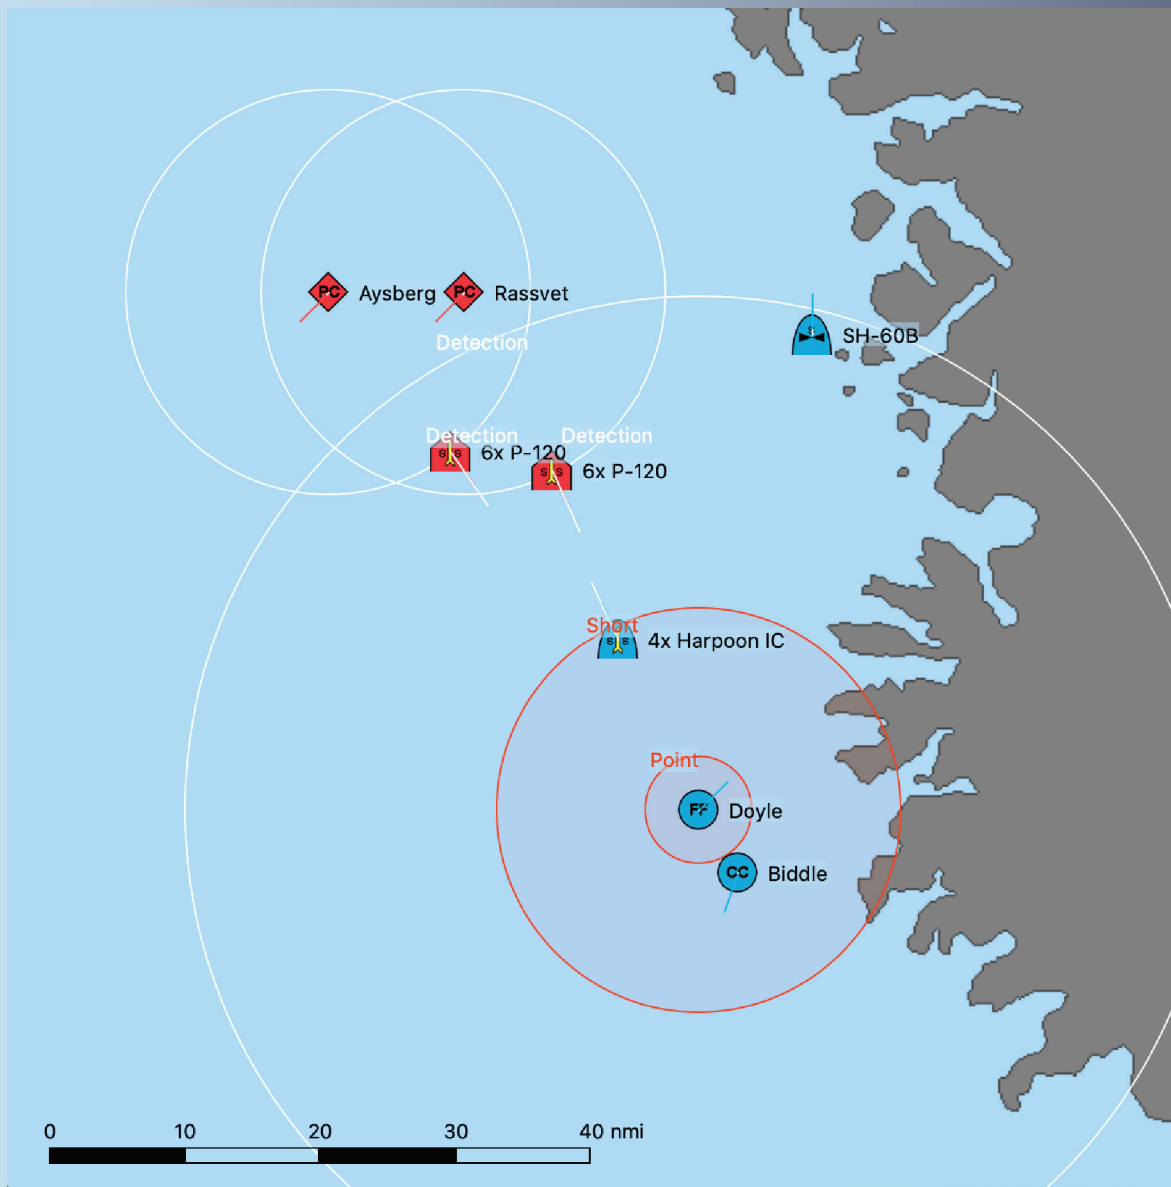 PC Aysberg
PC Rassvet
Detection
S SH-60B
Detection
Detection
S S 6x P-120
S S 6x P-120
Short
S S 4x Harpoon IC
Point
FF Doyle
CC Biddle
0 10 20 30 40 nmi